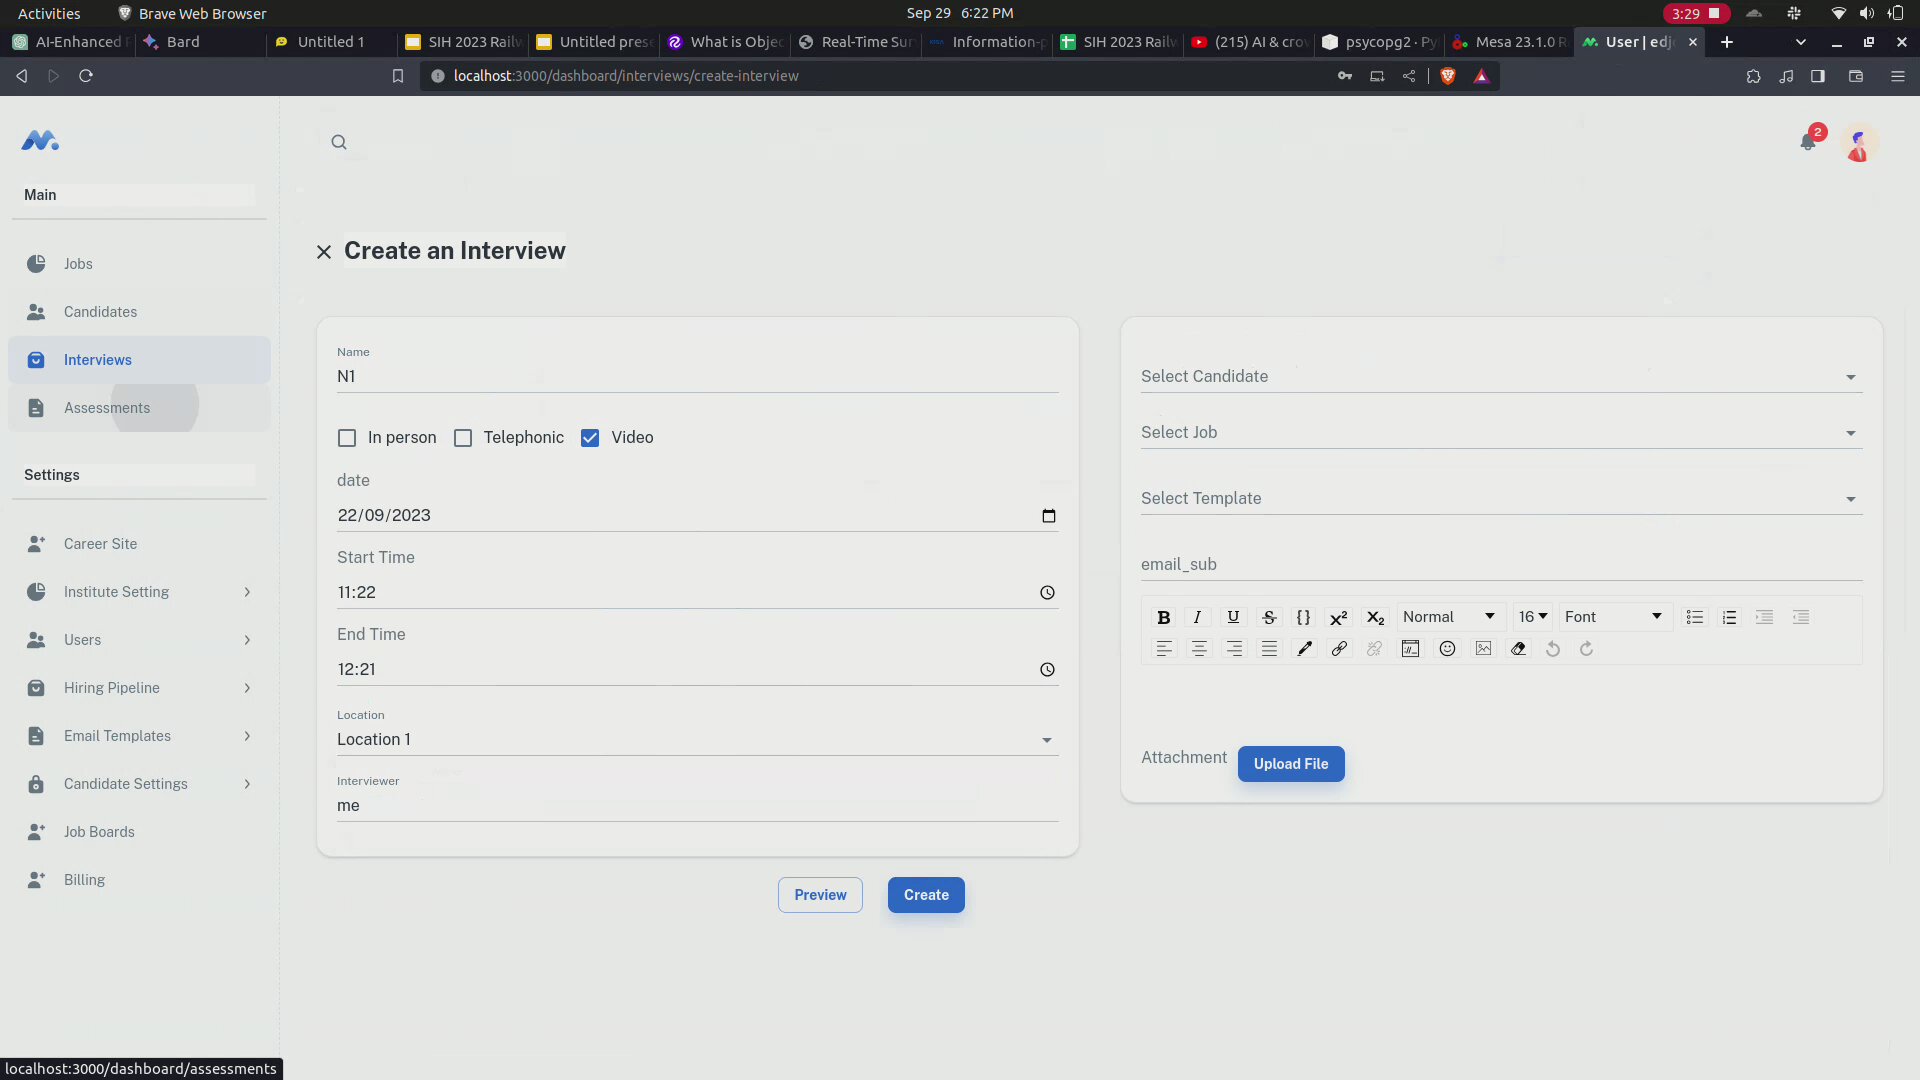 Activities Brave Web Browser Sep 29 6:22 PM 3:29
AI-Enhanced Bard Untitled 1 SIH 2023 Railw Untitled prese What is Objec Real-Time Sur Information-p SIH 2023 Railw (215) AI & crow psycopg2 · Py Mesa 23.1.0 R User | edj
localhost:3000/dashboard/interviews/create-interview
2
Main
Create an Interview
Jobs
Candidates
Interviews
Assessments
Settings
Career Site
Institute Setting
Users
Hiring Pipeline
Email Templates
Candidate Settings
Job Boards
Billing
Name
N1
In person Telephonic Video
date
22/09/2023
Start Time
11:22
End Time
12:21
Location
Location 1
Interviewer
me
Select Candidate
Select Job
Select Template
email_sub
B I U S {} X² X₂ Normal 16 Font
Attachment Upload File
Preview Create
localhost:3000/dashboard/assessments